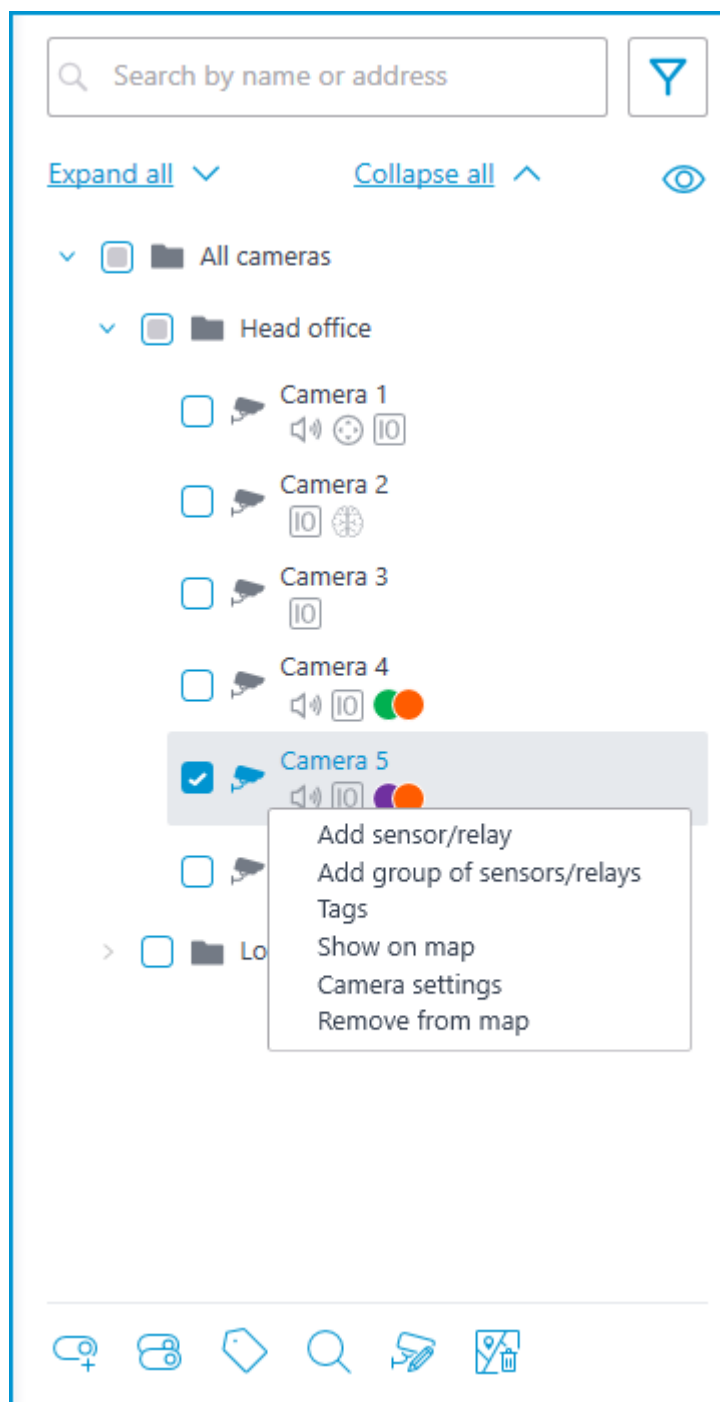 Search by name or address
Expand all
Collapse all
All cameras
Head office
Camera 1
IO
Camera 2
IO
Camera 3
IO
Camera 4
IO
Camera 5
IO
Add sensor/relay
Add group of sensors/relays
Tags
Show on map
Camera settings
Remove from map